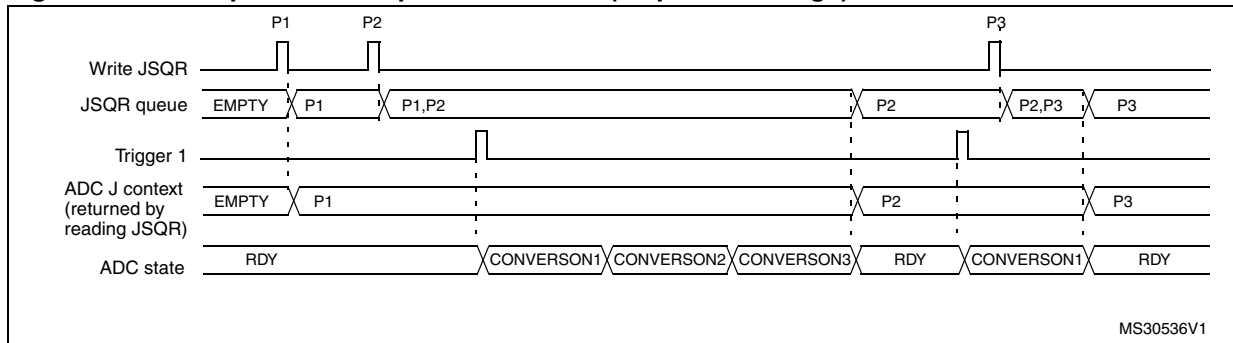 P1 P2 P3
Write JSQR
JSQR queue EMPTY P1 P1,P2 P2 P2,P3 P3
Trigger 1
ADC J context
(returned by
reading JSQR)
EMPTY P1 P2 P3
ADC state RDY CONVERSON1 CONVERSON2 CONVERSON3 RDY CONVERSON1 RDY
MS30536V1